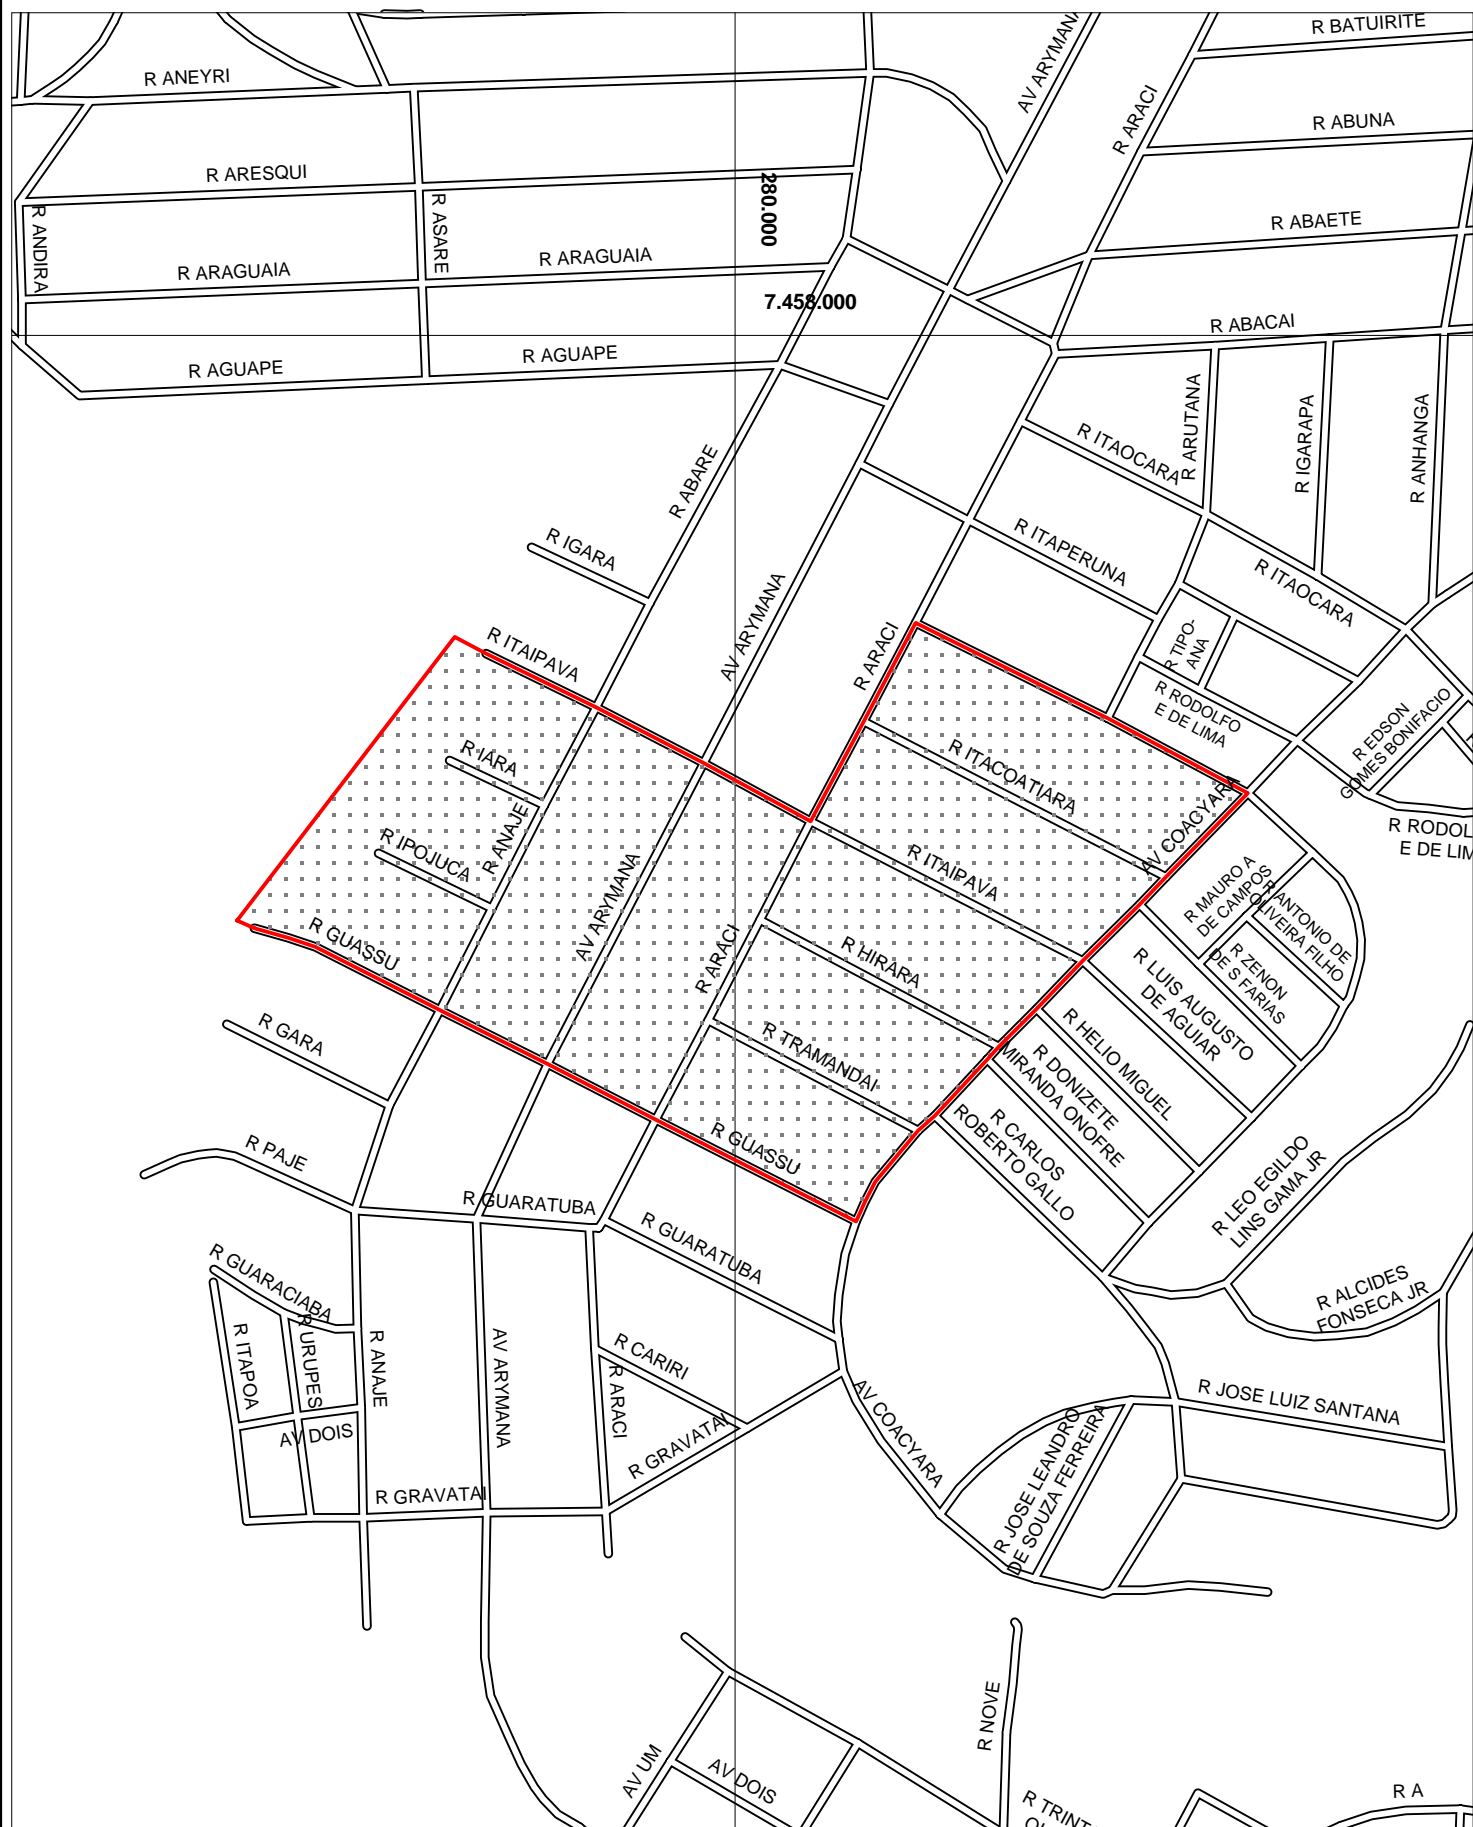 R BATUIRITE
AV ARYMANA
R ANEYRI
R ARACI
R ABUNA
R ARESQUI
280.000
R ANDIRA
R ASARE
R ABAETE
R ARAGUAIA
R ARAGUAIA
7.458.000
R ABACAI
R AGUAPE
R AGUAPE
R ARUTANA
R IGARAPA
R ANHANGA
R ITAOCARA
R ABARE
R IGARA
R ITAPERUNA
R ITAOCARA
AV ARYMANA
R ITAIPAVA
R ARACI
R TIPO-
ANA
R RODOLFO
E DE LIMA
R EDSON
GOMES BONIFACIO
R IARA
R ITACOATIARA
AV COACYARA
R ANAJE
R IPOJUCA
R RODOL
E DE LIM
AV ARYMANA
R ITAIPAVA
R MAURO A
DE CAMPOS
R ANTONIO DE
OLIVEIRA FILHO
R GUASSU
R ARACI
R HIRARA
R ZENON
DE S FARIAS
R LUIS AUGUSTO
DE AGUIAR
R GARA
R TRAMANDAI
R HELIO MIGUEL
R DONIZETE
MIRANDA ONOFRE
R CARLOS
ROBERTO GALLO
R PAJE
R GUASSU
R LEO EGILDO
LINS GAMA JR
R GUARATUBA
R GUARATUBA
R GUARACIABA
R ALCIDES
FONSECA JR
R ITAPOA
R URUPES
R ANAJE
AV ARYMANA
R CARIRI
R ARACI
AV COACYARA
R JOSE LUIZ SANTANA
AV DOIS
R GRAVATAI
R JOSE LEANDRO
DE SOUZA FERREIRA
R GRAVATAI
R NOVE
AV UM
AV DOIS
R A